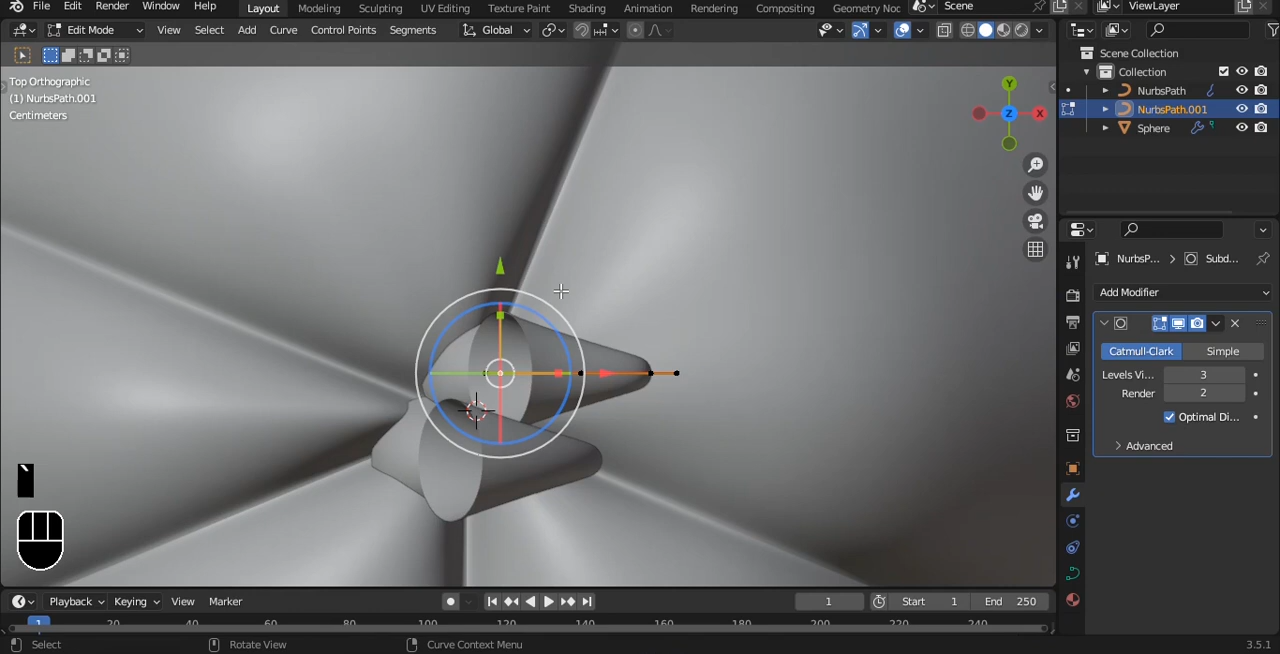 File Edit Render Window Help Layout Modeling Sculpting UV Editing Texture Paint Shading Animation Rendering Compositing Geometry Noc Scene ViewLayer
Edit Mode View Select Add Curve Control Points Segments Global
Top Orthographic
(1) NurbsPath.001
Centimeters
Y
X
Z
Scene Collection
Collection
NurbsPath
NurbsPath.001
Sphere
NurbsP... > Subd...
Add Modifier
Catmull-Clark Simple
Levels Vi... 3
Render 2
Optimal Di...
Advanced
`
Playback Keying View Marker 1 Start 1 End 250
1 20 40 60 80 100 120 140 160 180 200 220 240
Select Rotate View Curve Context Menu 3.5.1